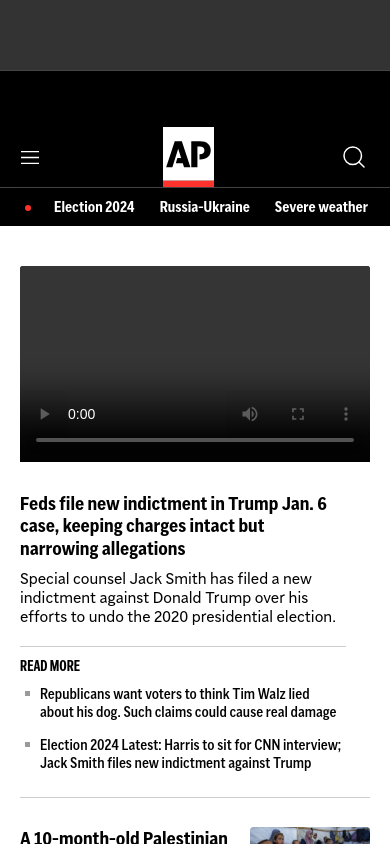 AP
Election 2024 Russia-Ukraine Severe weather
0:00
Feds file new indictment in Trump Jan. 6
case, keeping charges intact but
narrowing allegations
Special counsel Jack Smith has filed a new
indictment against Donald Trump over his
efforts to undo the 2020 presidential election.
READ MORE
Republicans want voters to think Tim Walz lied
about his dog. Such claims could cause real damage
Election 2024 Latest: Harris to sit for CNN interview;
Jack Smith files new indictment against Trump
A 10-month-old Palestinian